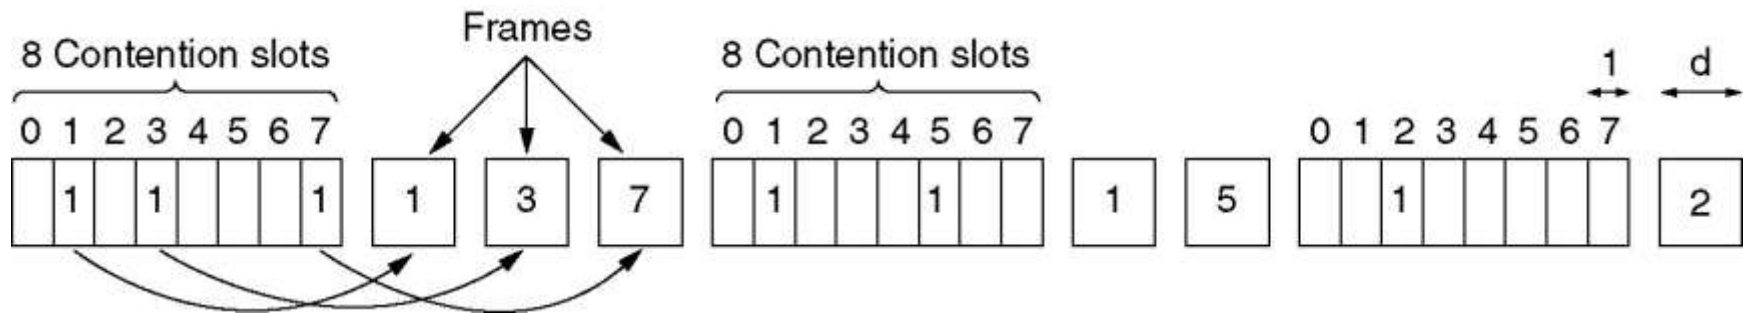 Frames
8 Contention slots 8 Contention slots 1 d
0 1 2 3 4 5 6 7 0 1 2 3 4 5 6 7 0 1 2 3 4 5 6 7
1 1 1 1 3 7 1 1 1 5 1 2